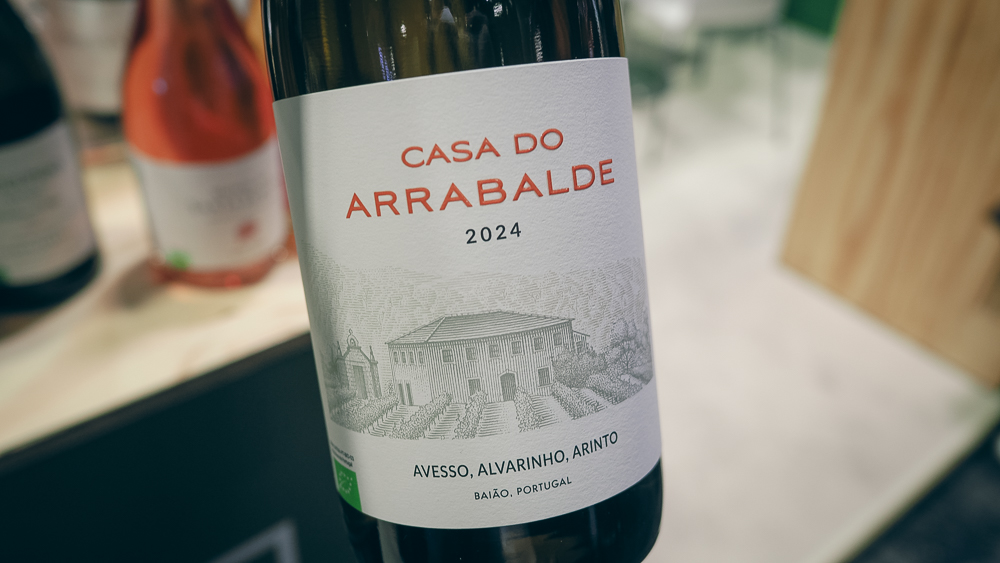 CASA DO
ARRABALDE
2024
AVESSO, ALVARINHO, ARINTO
BAIÃO, PORTUGAL